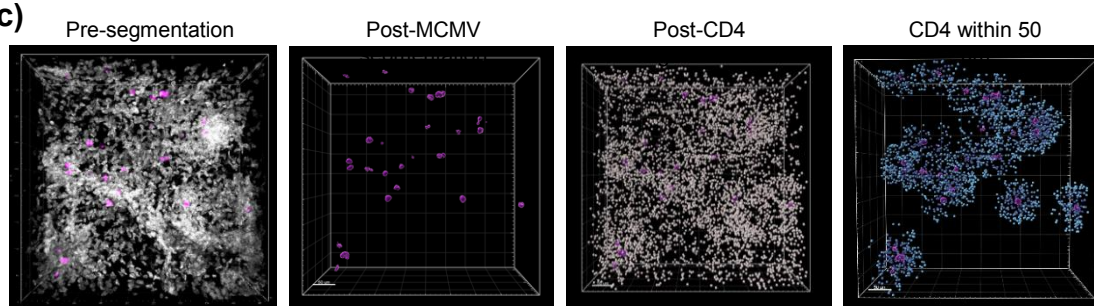 c)
Pre-segmentation
Post-MCMV
Post-CD4
CD4 within 50